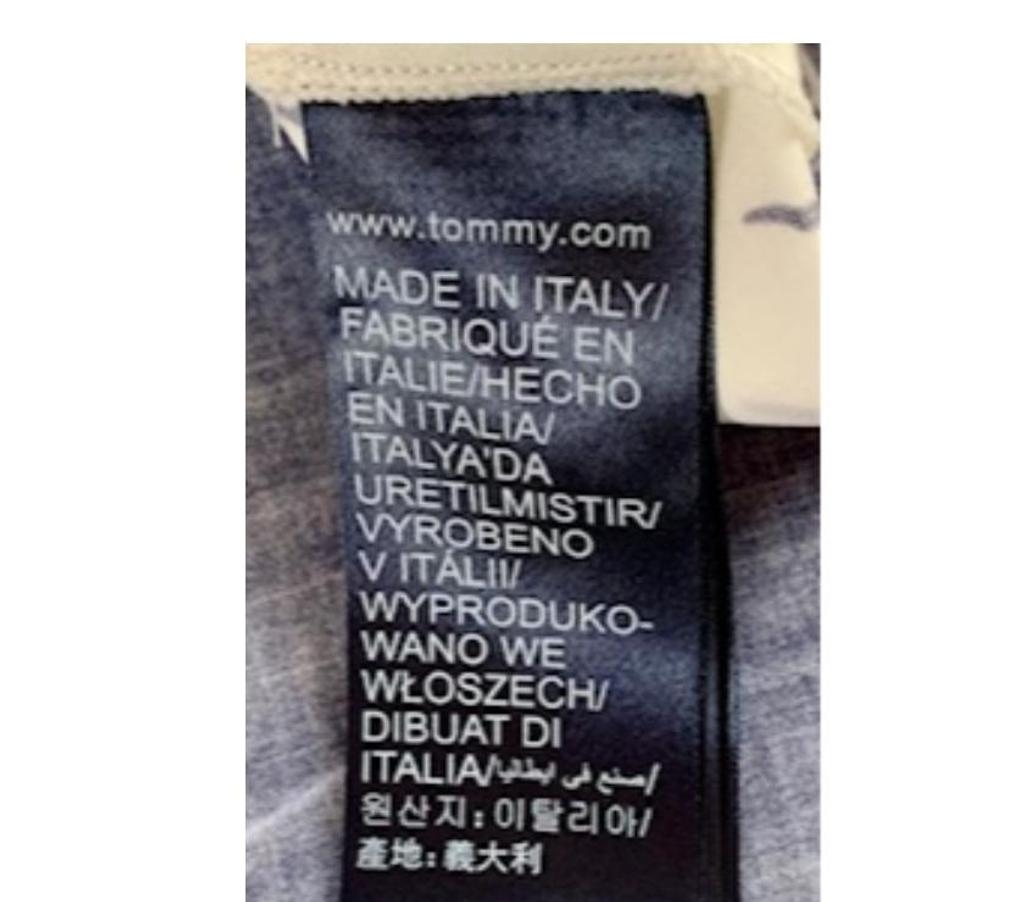 www.tommy.com
MADE IN ITALY/
FABRIQUÉ EN
ITALIE/HECHO
EN ITALIA/
ITALYA'DA
URETILMISTIR/
VYROBENO
V ITÁLII/
WYPRODUKO-
WANO WE
WŁOSZECH/
DIBUAT DI
ITALIA/صنع في ايطاليا/
원산지: 이탈리아/
產地: 義大利